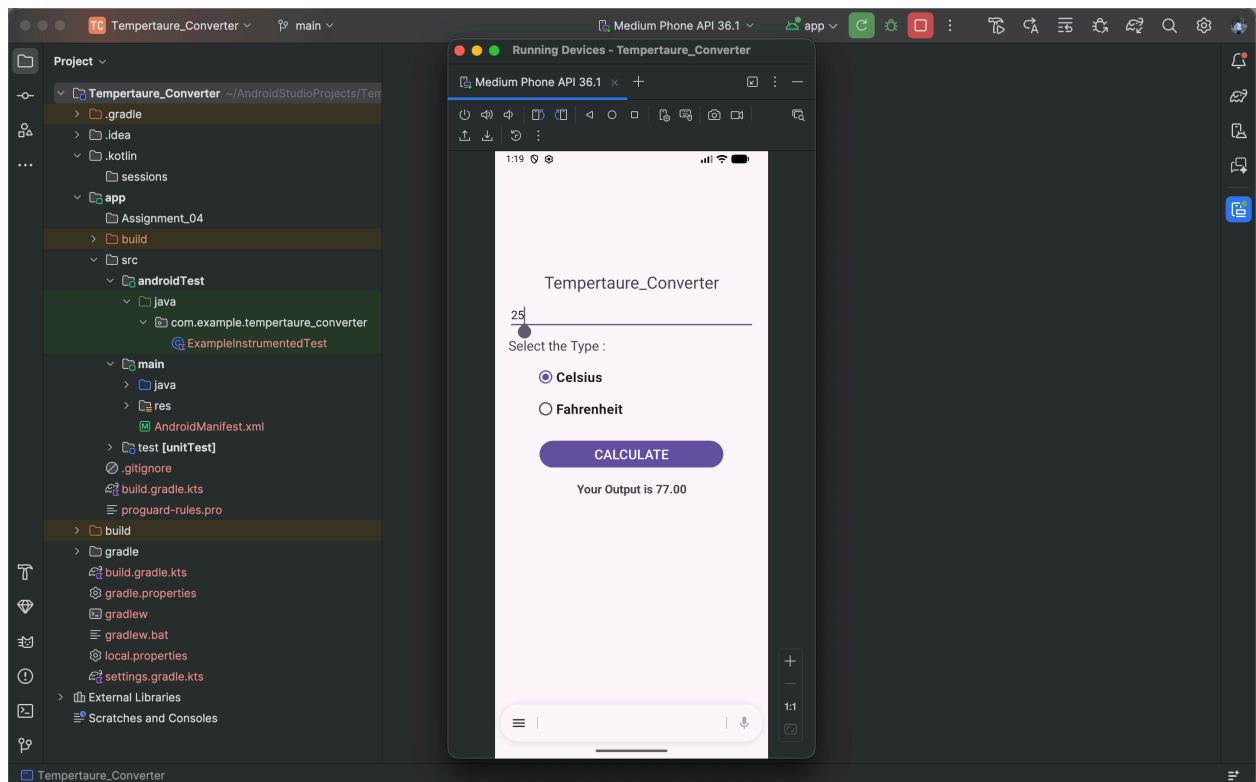 TC Tempertaure_Converter main Medium Phone API 36.1 app
Project
Tempertaure_Converter ~/AndroidStudioProjects/Tem
.gradle
.idea
.kotlin
sessions
app
Assignment_04
build
src
androidTest
java
com.example.tempertaure_converter
ExampleInstrumentedTest
main
java
res
M AndroidManifest.xml
test [unitTest]
.gitignore
build.gradle.kts
proguard-rules.pro
build
gradle
build.gradle.kts
gradle.properties
gradlew
gradlew.bat
local.properties
settings.gradle.kts
External Libraries
Scratches and Consoles
Running Devices - Tempertaure_Converter
Medium Phone API 36.1
1:19
Tempertaure_Converter
25
Select the Type :
Celsius
Fahrenheit
CALCULATE
Your Output is 77.00
1:1
Tempertaure_Converter